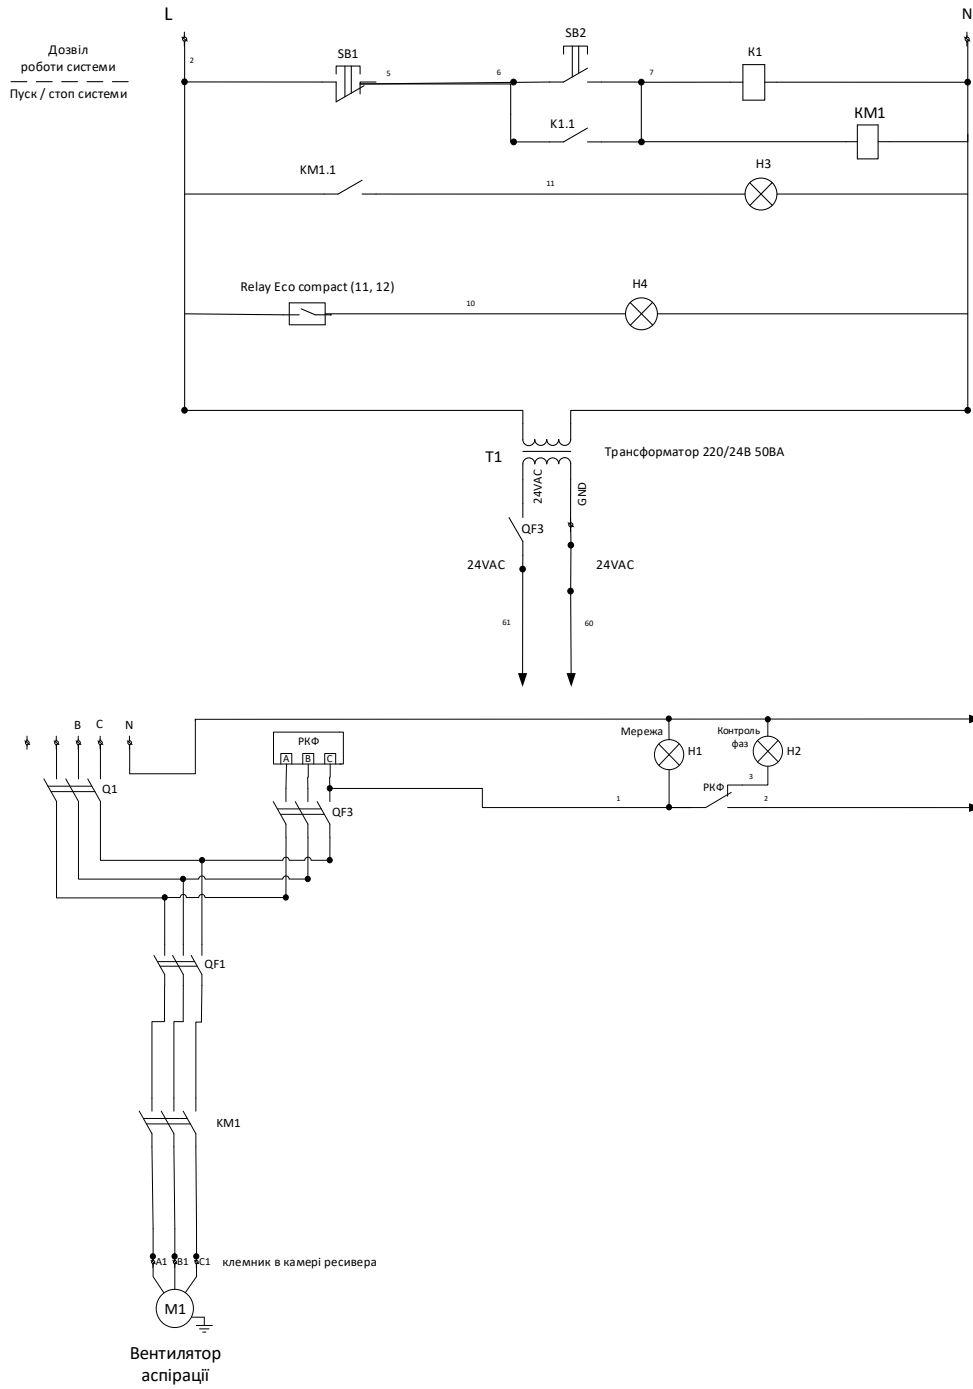 L
N
Дозвіл
роботи системи
Пуск / стоп системи
2
SB1
5
6
SB2
7
K1
K1.1
KM1
KM1.1
11
H3
Relay Eco compact (11, 12)
10
H4
T1
Трансформатор 220/24В 50ВА
24VAC
GND
QF3
24VAC
24VAC
61
60
B
C
N
Q1
РКФ
A
B
C
QF3
Мережа
H1
Контроль
фаз
H2
3
РКФ
1
2
QF1
KM1
A1
B1
C1
клемник в камері ресивера
M1
Вентилятор
аспірації